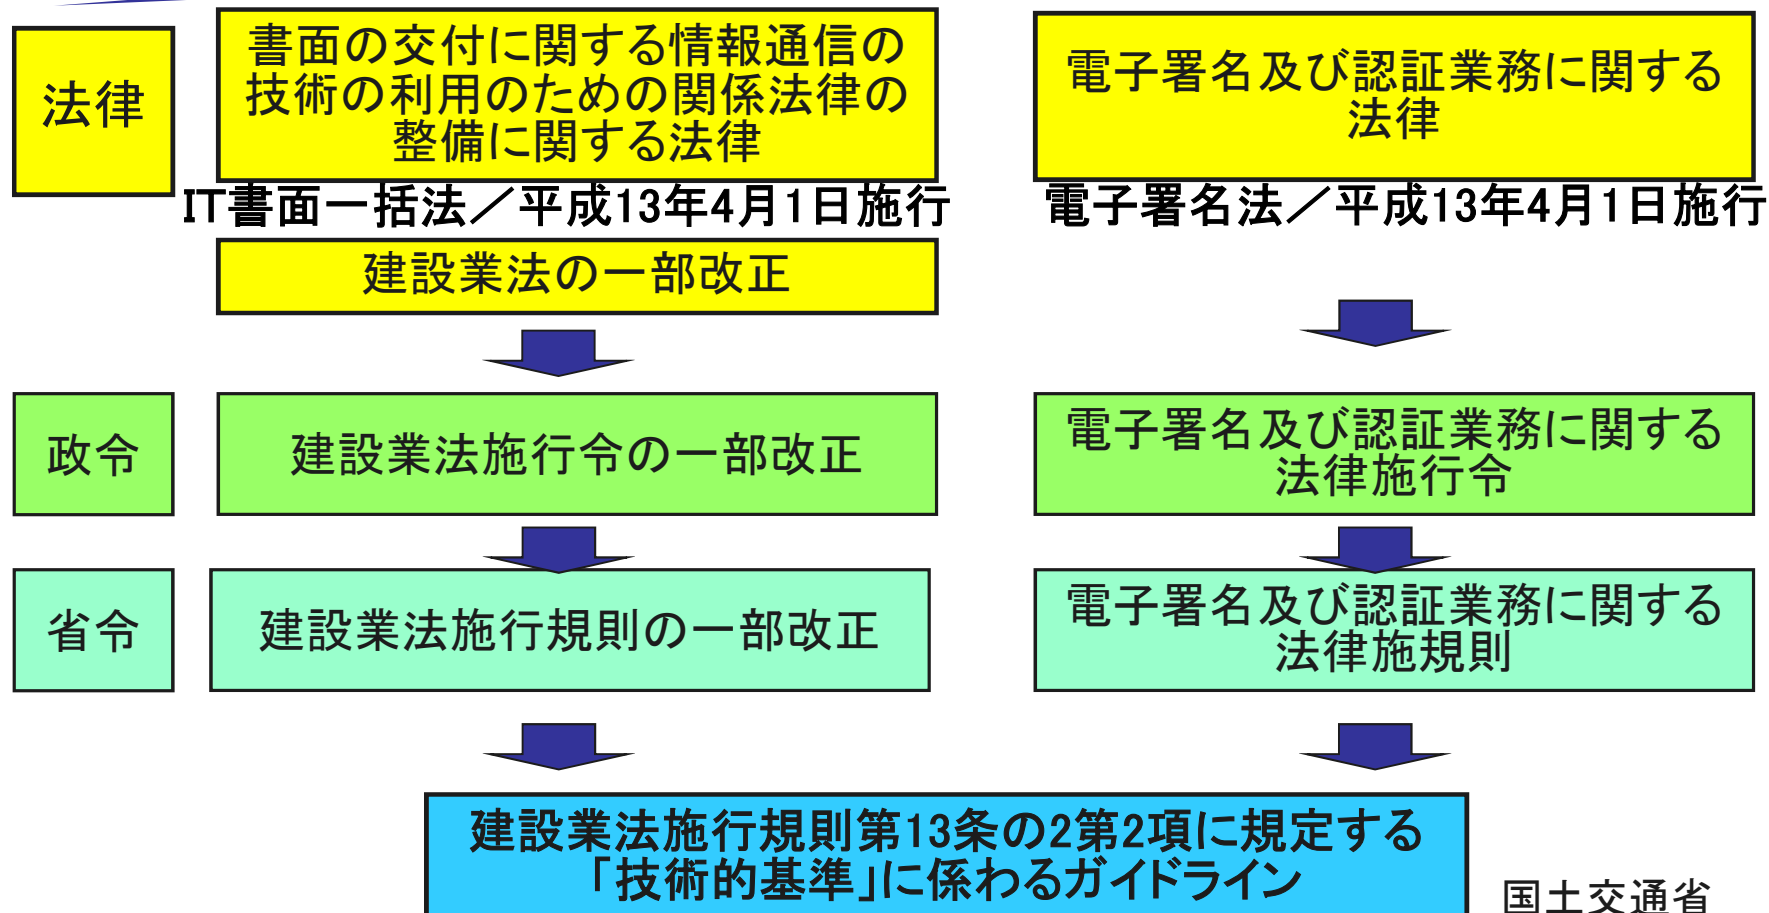 法律
書面の交付に関する情報通信の
技術の利用のための関係法律の
整備に関する法律
電子署名及び認証業務に関する
法律
IT書面一括法／平成13年4月1日施行
電子署名法／平成13年4月1日施行
建設業法の一部改正
政令
建設業法施行令の一部改正
電子署名及び認証業務に関する
法律施行令
省令
建設業法施行規則の一部改正
電子署名及び認証業務に関する
法律施規則
建設業法施行規則第13条の2第2項に規定する
「技術的基準」に係わるガイドライン
国土交通省